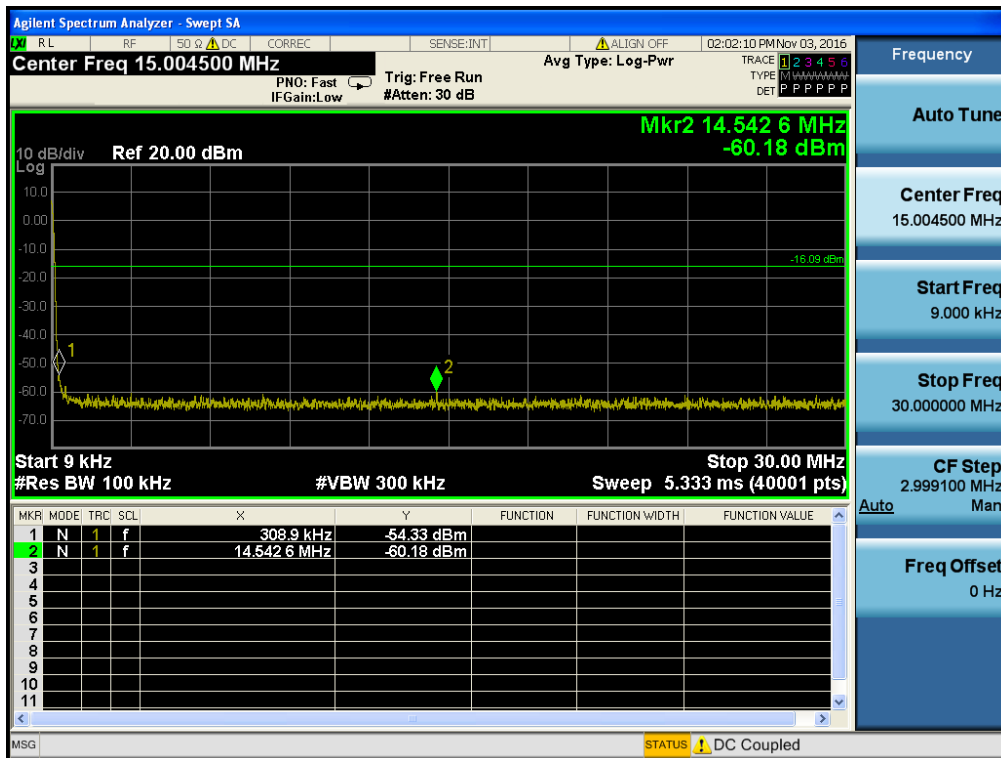 Agilent Spectrum Analyzer - Swept SA
LXI RL RF 50 Ω DC CORREC SENSE:INT ALIGN OFF 02:02:10 PM Nov 03, 2016
Center Freq 15.004500 MHz
PNO: Fast
IFGain:Low
Trig: Free Run
#Atten: 30 dB
Avg Type: Log-Pwr
TRACE 1 2 3 4 5 6
TYPE M WWWWW
DET P P P P P P
Mkr2 14.542 6 MHz
-60.18 dBm
10 dB/div Ref 20.00 dBm
Log
10.0
0.00
-10.0
-16.09 dBm
-20.0
-30.0
-40.0
-50.0
-60.0
-70.0
1
2
Start 9 kHz Stop 30.00 MHz
#Res BW 100 kHz #VBW 300 kHz Sweep 5.333 ms (40001 pts)
MKR MODE TRC SCL X Y FUNCTION FUNCTION WIDTH FUNCTION VALUE
1 N 1 f 308.9 kHz -54.33 dBm
2 N 1 f 14.542 6 MHz -60.18 dBm
3
4
5
6
7
8
9
10
11
MSG STATUS DC Coupled
Frequency
Auto Tune
Center Freq
15.004500 MHz
Start Freq
9.000 kHz
Stop Freq
30.000000 MHz
CF Step
2.999100 MHz
Auto Man
Freq Offset
0 Hz